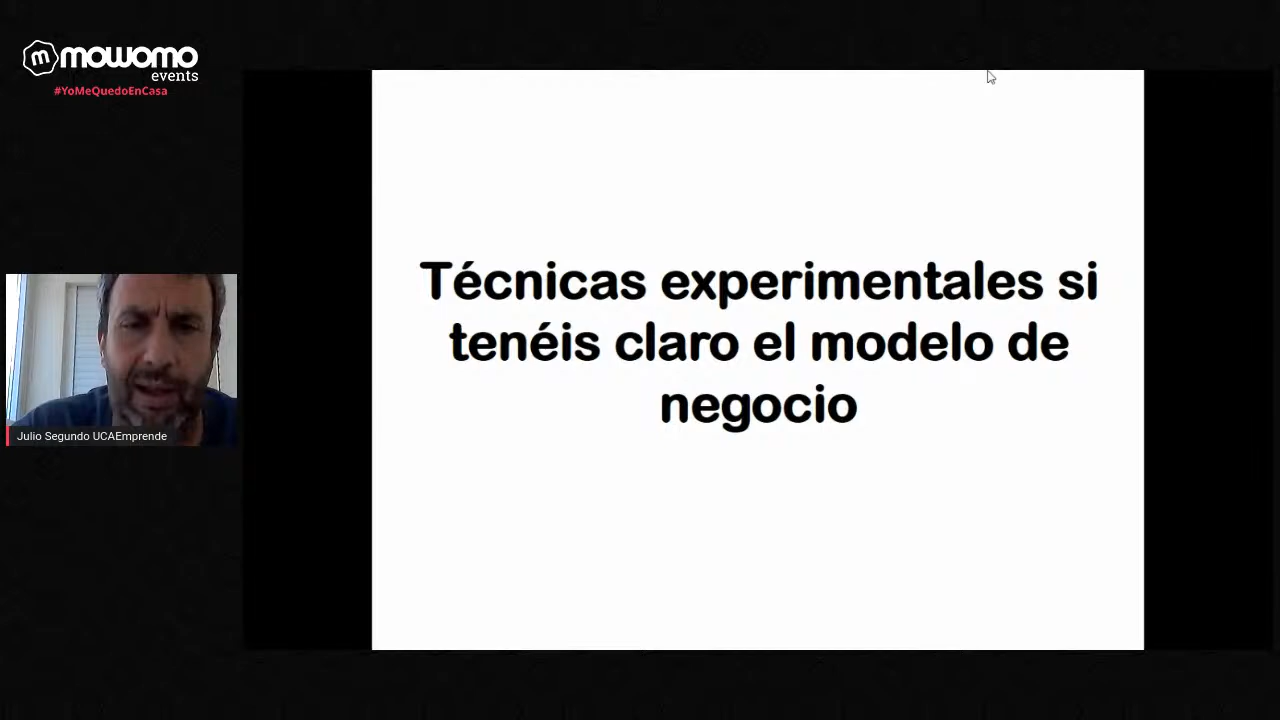 mowomo
events
#YoMeQuedoEnCasa
Técnicas experimentales si
tenéis claro el modelo de
negocio
Julio Segundo UCAEmprende